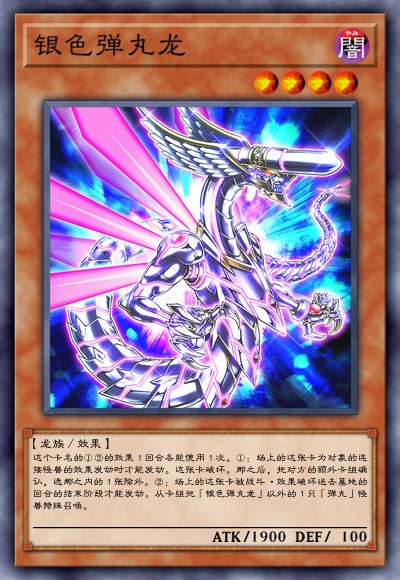 银色弹丸龙
やみ
闇
【龙族／效果】
这个卡名的①②的效果1回合各能使用1次。①：场上的这张卡为对象的连
接怪兽的效果发动时才能发动。这张卡破坏。那之后，把对方的额外卡组确
认，选那之内的1张除外。②：场上的这张卡被战斗·效果破坏送去墓地的
回合的结束阶段才能发动。从卡组把「银色弹丸龙」以外的1只「弹丸」怪
兽特殊召唤。
ATK/1900 DEF/ 100